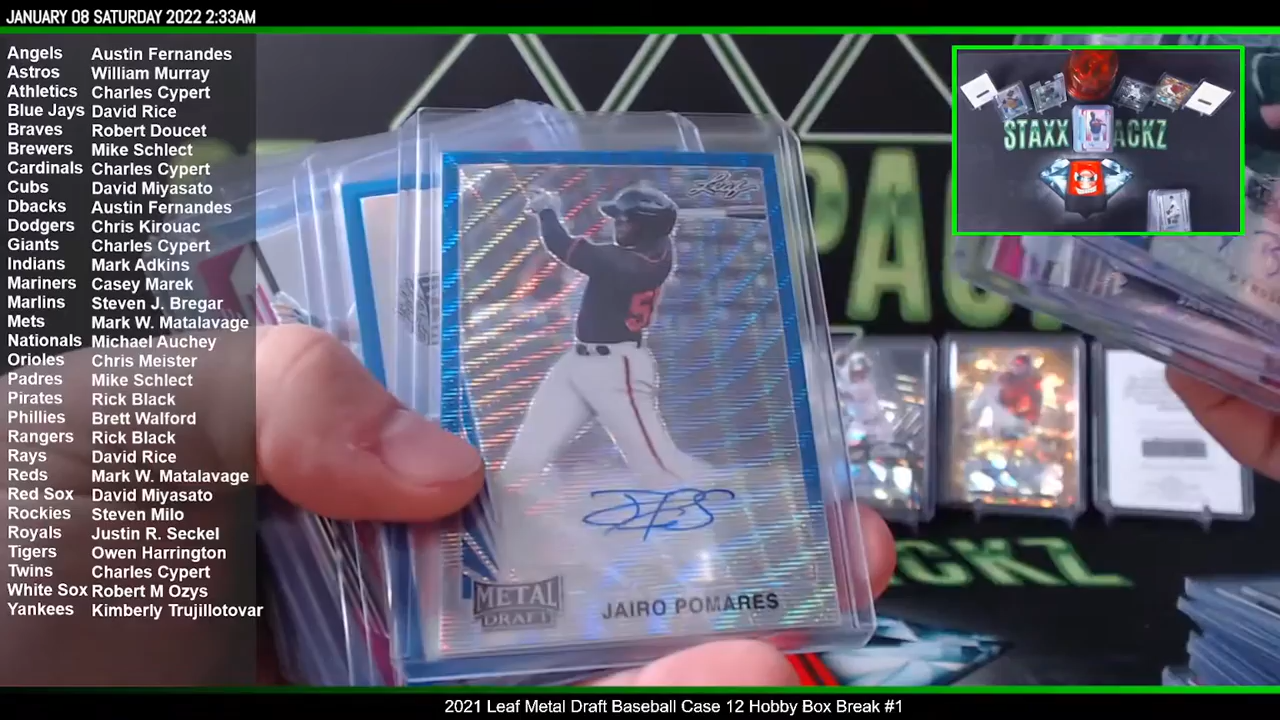 JANUARY 08 SATURDAY 2022 2:33AM
Angels Austin Fernandes
Astros William Murray
Athletics Charles Cypert
Blue Jays David Rice
Braves Robert Doucet
Brewers Mike Schlect
Cardinals Charles Cypert
Cubs David Miyasato
Dbacks Austin Fernandes
Dodgers Chris Kirouac
Giants Charles Cypert
Indians Mark Adkins
Mariners Casey Marek
Marlins Steven J. Bregar
Mets Mark W. Matalavage
Nationals Michael Auchey
Orioles Chris Meister
Padres Mike Schlect
Pirates Rick Black
Phillies Brett Walford
Rangers Rick Black
Rays David Rice
Reds Mark W. Matalavage
Red Sox David Miyasato
Rockies Steven Milo
Royals Justin R. Seckel
Tigers Owen Harrington
Twins Charles Cypert
White Sox Robert M Ozys
Yankees Kimberly Trujillotovar
Leaf
5
METAL
DRAFT
JAIRO POMARES
STAXX ACKZ
PAC
CKZ
2021 Leaf Metal Draft Baseball Case 12 Hobby Box Break #1